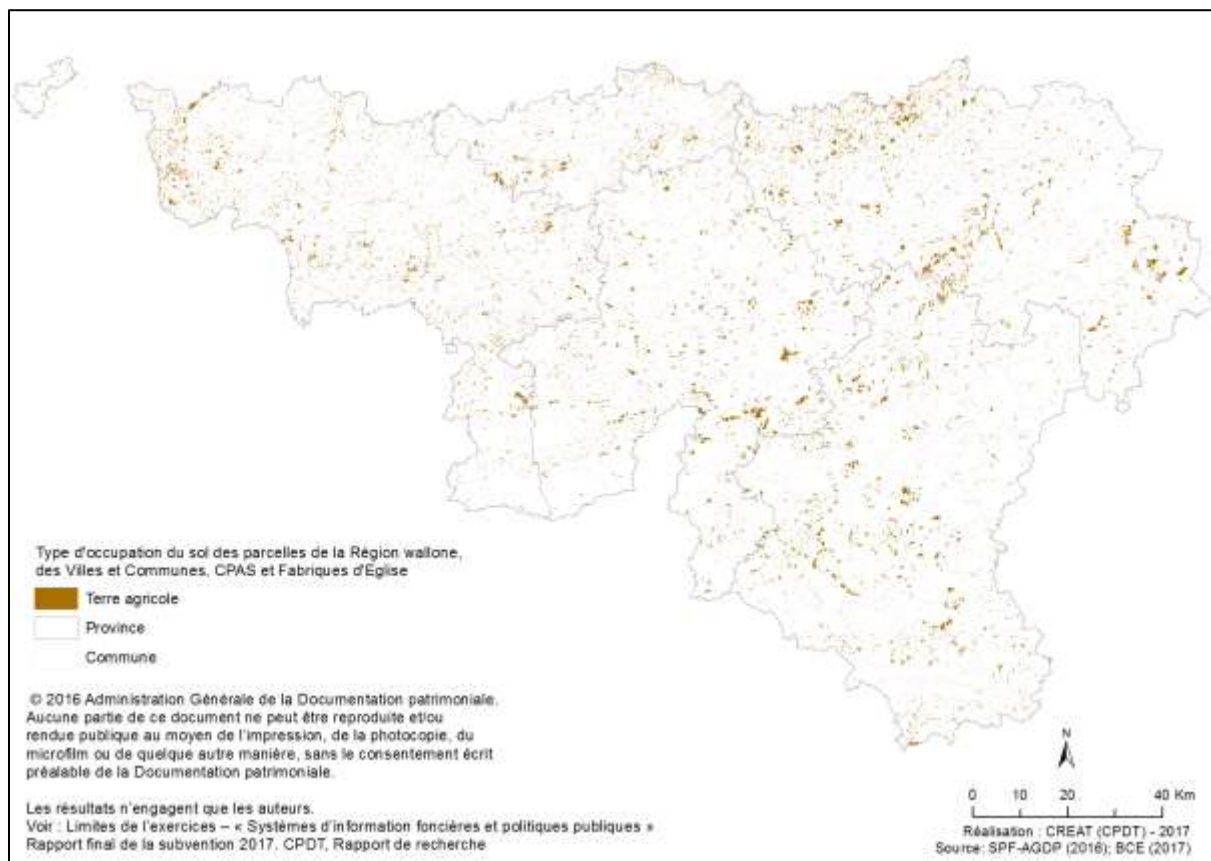 Type d'occupation du sol des parcelles de la Région wallone,
des Villes et Communes, CPAS et Fabriques d'Eglise
Terre agricole
Province
Commune
© 2016 Administration Générale de la Documentation patrimoniale.
Aucune partie de ce document ne peut être reproduite et/ou
rendue publique au moyen de l'impression, de la photocopie, du
microfilm ou de quelque autre manière, sans le consentement écrit
préalable de la Documentation patrimoniale.
Les résultats n'engagent que les auteurs.
Voir : Limites de l'exercices – « Systèmes d'information foncières et politiques publiques »
Rapport final de la subvention 2017. CPDT, Rapport de recherche
N
0 10 20 40 Km
Réalisation : CREAT (CPDT) - 2017
Source: SPF-AGDP (2016); BCE (2017)